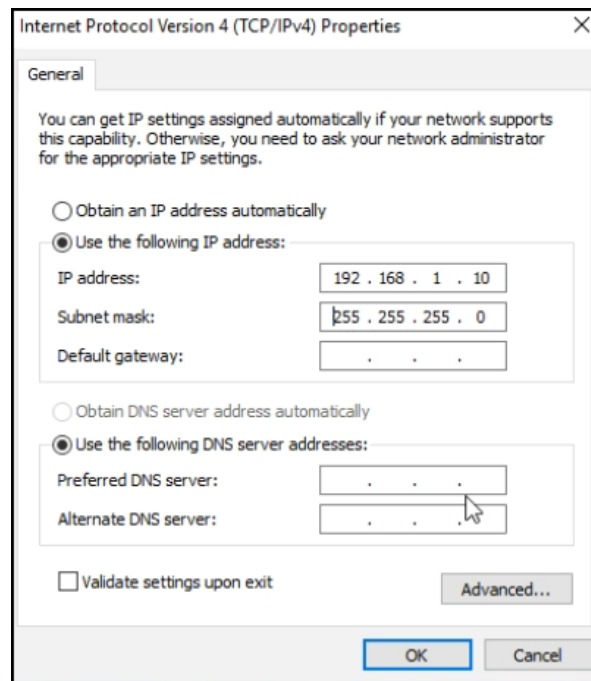 Internet Protocol Version 4 (TCP/IPv4) Properties
General
You can get IP settings assigned automatically if your network supports
this capability. Otherwise, you need to ask your network administrator
for the appropriate IP settings.
Obtain an IP address automatically
Use the following IP address:
IP address: 192 . 168 . 1 . 10
Subnet mask: 255 . 255 . 255 . 0
Default gateway: . . .
Obtain DNS server address automatically
Use the following DNS server addresses:
Preferred DNS server: . . .
Alternate DNS server: . . .
Validate settings upon exit
Advanced...
OK Cancel